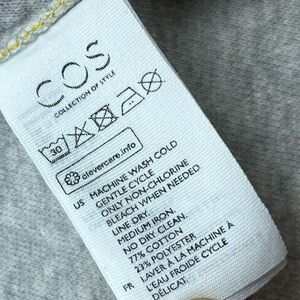 COS
COLLECTION OF STYLE
30
clevercare.info
US MACHINE WASH COLD
GENTLE CYCLE
ONLY NON-CHLORINE
BLEACH WHEN NEEDED.
LINE DRY.
MEDIUM IRON.
NO DRY CLEAN.
77% COTTON
23% POLYESTER
FR LAVER À LA MACHINE À
L'EAU FROIDE CYCLE
DÉLICAT.